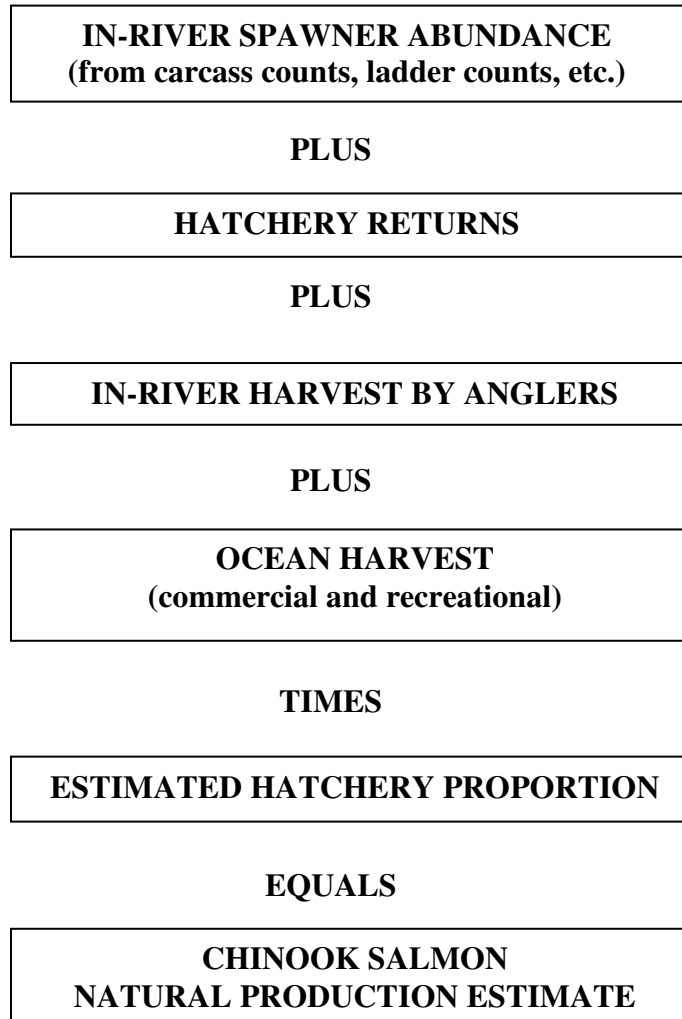 IN-RIVER SPAWNER ABUNDANCE
(from carcass counts, ladder counts, etc.)
PLUS
HATCHERY RETURNS
PLUS
IN-RIVER HARVEST BY ANGLERS
PLUS
OCEAN HARVEST
(commercial and recreational)
TIMES
ESTIMATED HATCHERY PROPORTION
EQUALS
CHINOOK SALMON
NATURAL PRODUCTION ESTIMATE